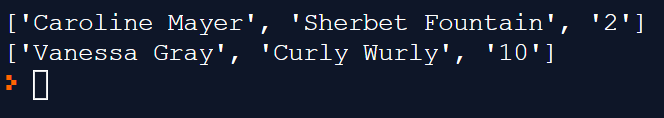 ['Caroline Mayer', 'Sherbet Fountain', '2']
['Vanessa Gray', 'Curly Wurly', '10']
>